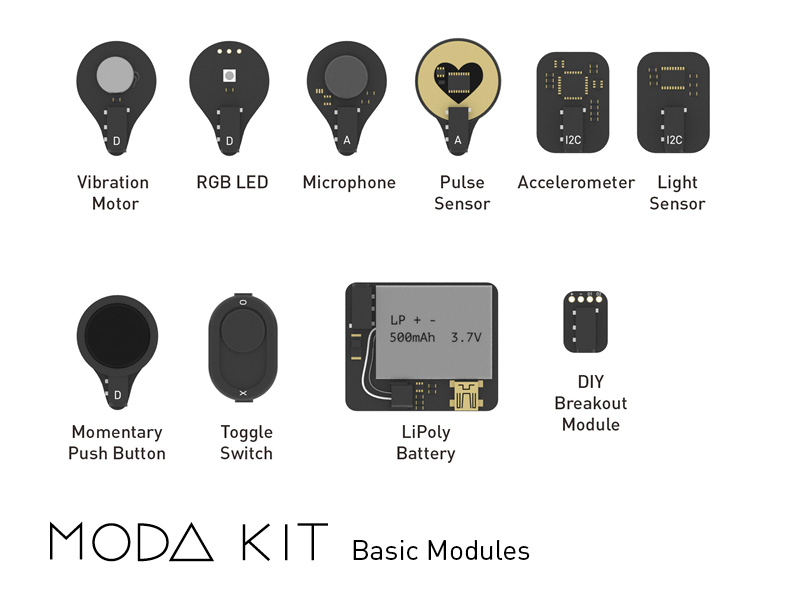 D
D
A
A
I2C
I2C
Vibration
Motor
RGB LED
Microphone
Pulse
Sensor
Accelerometer
Light
Sensor
D
O
X
LP + -
500mAh 3.7V
Momentary
Push Button
Toggle
Switch
LiPoly
Battery
DIY
Breakout
Module
MODA KIT Basic Modules